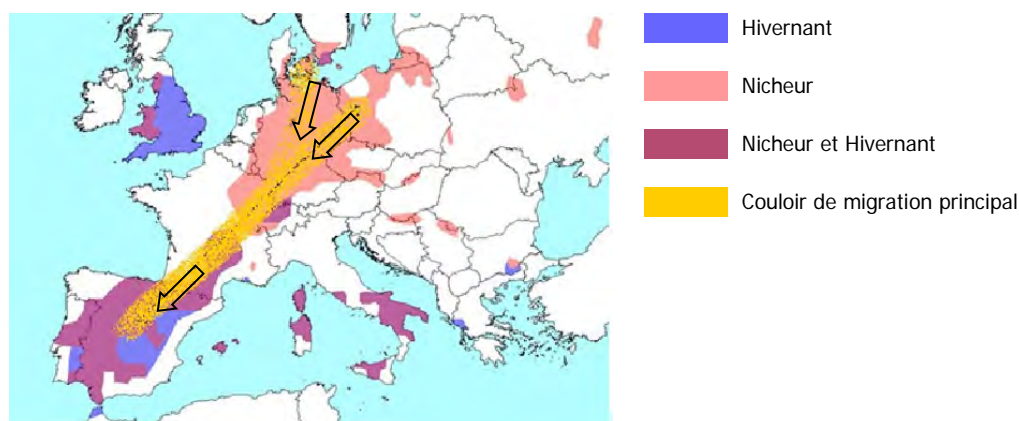 Hivernant
Nicheur
Nicheur et Hivernant
Couloir de migration principal